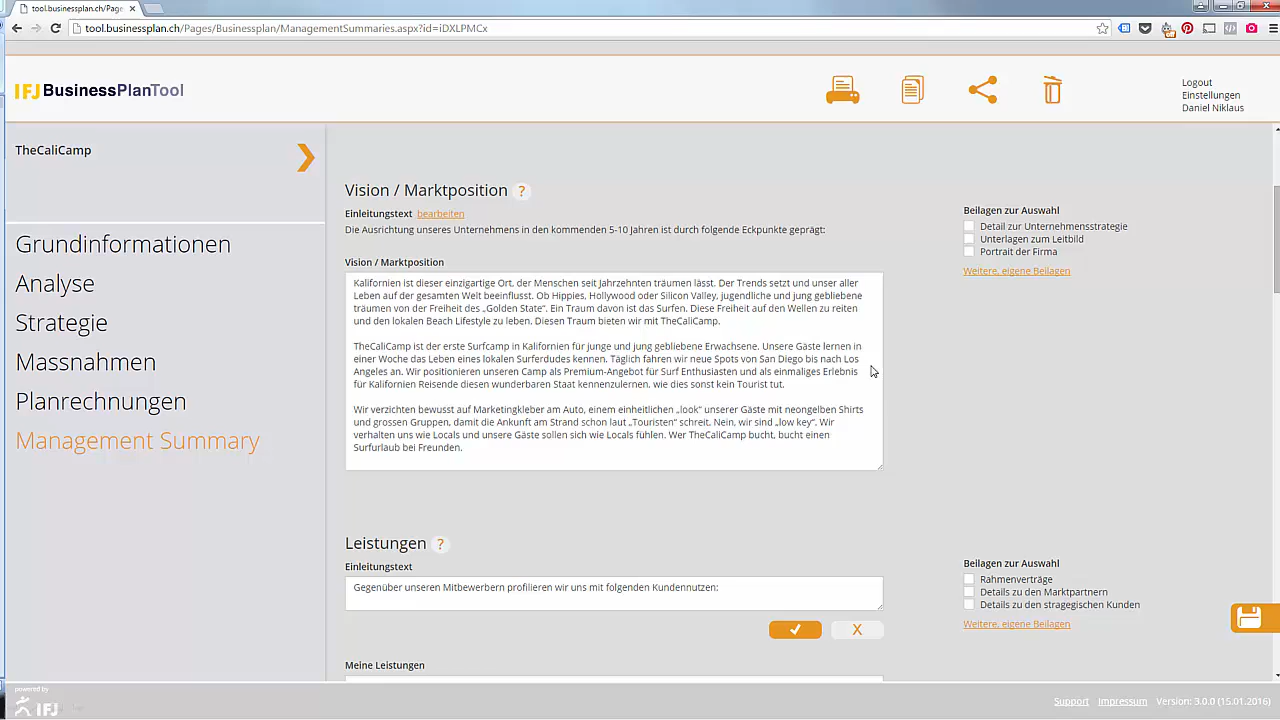 tool.businessplan.ch/Page
tool.businessplan.ch/Pages/Businessplan/ManagementSummaries.aspx?id=iDXLPMCx
IFJ BusinessPlanTool
Logout
Einstellungen
Daniel Niklaus
TheCaliCamp
Grundinformationen
Analyse
Strategie
Massnahmen
Planrechnungen
Management Summary
Vision / Marktposition ?
Einleitungstext bearbeiten
Die Ausrichtung unseres Unternehmens in den kommenden 5-10 Jahren ist durch folgende Eckpunkte geprägt:
Vision / Marktposition
Kalifornien ist dieser einzigartige Ort, der Menschen seit Jahrzehnten träumen lässt. Der Trends setzt und unser aller
Leben auf der gesamten Welt beeinflusst. Ob Hippies, Hollywood oder Silicon Valley, jugendliche und jung gebliebene
träumen von der Freiheit des „Golden State“. Ein Traum davon ist das Surfen. Diese Freiheit auf den Wellen zu reiten
und den lokalen Beach Lifestyle zu leben. Diesen Traum bieten wir mit TheCaliCamp.
TheCaliCamp ist der erste Surfcamp in Kalifornien für junge und jung gebliebene Erwachsene. Unsere Gäste lernen in
einer Woche das Leben eines lokalen Surferdudes kennen. Täglich fahren wir neue Spots von San Diego bis nach Los
Angeles an. Wir positionieren unseren Camp als Premium-Angebot für Surf Enthusiasten und als einmaliges Erlebnis
für Kalifornien Reisende diesen wunderbaren Staat kennenzulernen, wie dies sonst kein Tourist tut.
Wir verzichten bewusst auf Marketingkleber am Auto, einem einheitlichen „look“ unserer Gäste mit neongelben Shirts
und grossen Gruppen, damit die Ankunft am Strand schon laut „Touristen“ schreit. Nein, wir sind „low key“. Wir
verhalten uns wie Locals und unsere Gäste sollen sich wie Locals fühlen. Wer TheCaliCamp bucht, bucht einen
Surfurlaub bei Freunden.
Beilagen zur Auswahl
Detail zur Unternehmensstrategie
Unterlagen zum Leitbild
Portrait der Firma
Weitere, eigene Beilagen
Leistungen ?
Einleitungstext
Gegenüber unseren Mitbewerbern profilieren wir uns mit folgenden Kundennutzen:
X
Meine Leistungen
Beilagen zur Auswahl
Rahmenverträge
Details zu den Marktpartnern
Details zu den stragegischen Kunden
Weitere, eigene Beilagen
powered by
IFJ
Support Impressum Version: 3.0.0 (15.01.2016)